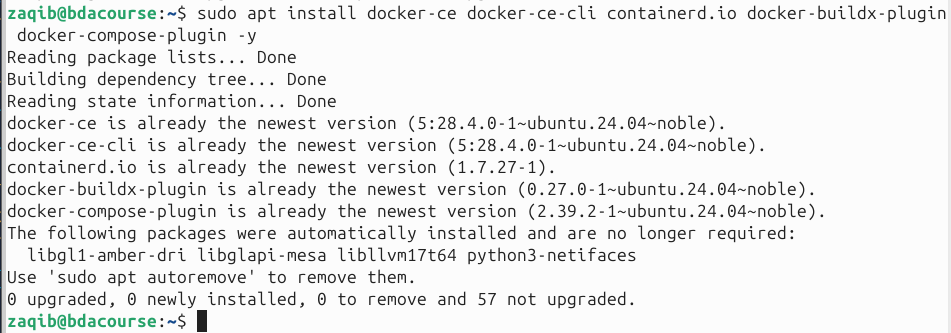 zaqib@bdacourse:~$ sudo apt install docker-ce docker-ce-cli containerd.io docker-buildx-plugin
 docker-compose-plugin -y
Reading package lists... Done
Building dependency tree... Done
Reading state information... Done
docker-ce is already the newest version (5:28.4.0-1~ubuntu.24.04~noble).
docker-ce-cli is already the newest version (5:28.4.0-1~ubuntu.24.04~noble).
containerd.io is already the newest version (1.7.27-1).
docker-buildx-plugin is already the newest version (0.27.0-1~ubuntu.24.04~noble).
docker-compose-plugin is already the newest version (2.39.2-1~ubuntu.24.04~noble).
The following packages were automatically installed and are no longer required:
  libgl1-amber-dri libglapi-mesa libllvm17t64 python3-netifaces
Use 'sudo apt autoremove' to remove them.
0 upgraded, 0 newly installed, 0 to remove and 57 not upgraded.
zaqib@bdacourse:~$